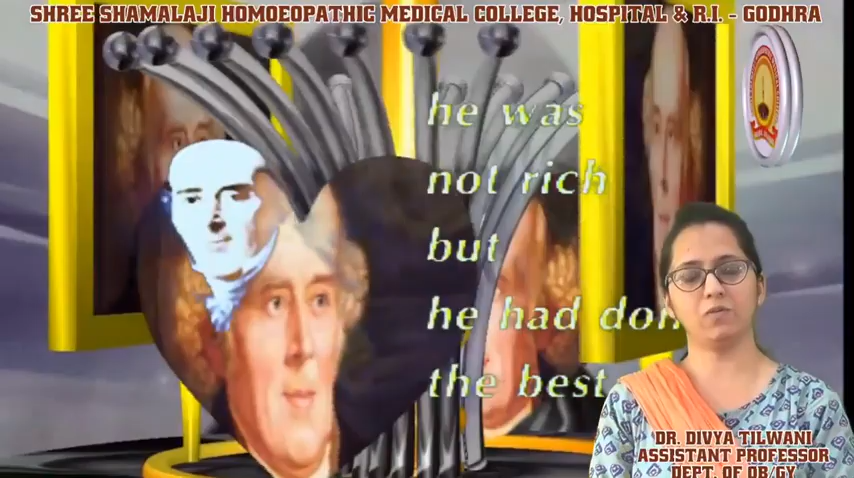 SHREE SHAMALAJI HOMOEOPATHIC MEDICAL COLLEGE, HOSPITAL & R.I. - GODHRA
he was
not rich
but
he had don
the best
DR. DIVYA TILWANI
ASSISTANT PROFESSOR
DEPT. OF OB/GY